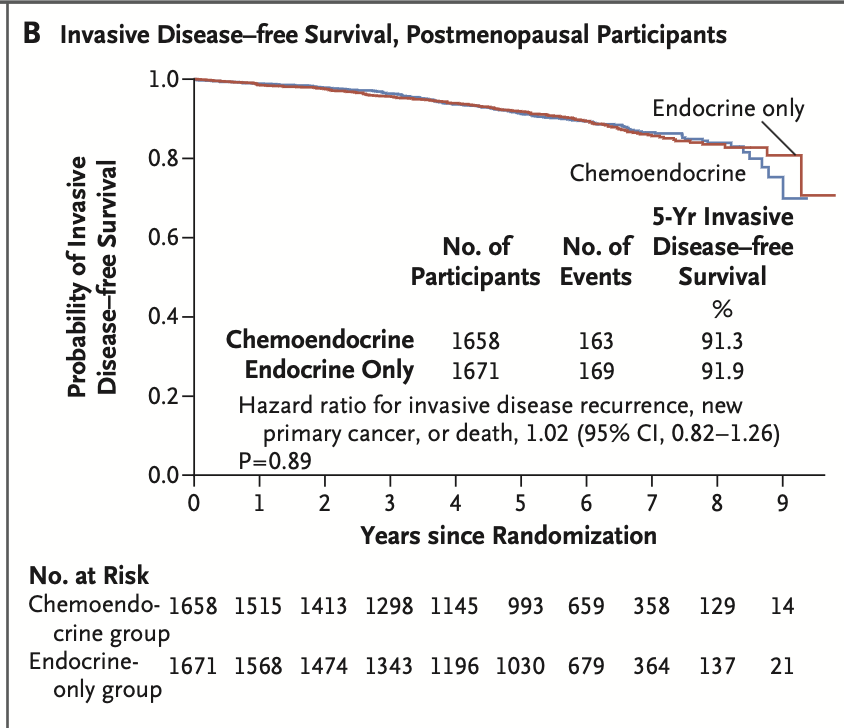 B Invasive Disease–free Survival, Postmenopausal Participants
Probability of Invasive
Disease–free Survival
1.0
0.8
0.6
0.4
0.2
0.0
Endocrine only
Chemoendocrine
No. of
Participants
No. of
Events
5-Yr Invasive
Disease–free
Survival
%
Chemoendocrine 1658 163 91.3
Endocrine Only 1671 169 91.9
Hazard ratio for invasive disease recurrence, new
primary cancer, or death, 1.02 (95% CI, 0.82–1.26)
P=0.89
0 1 2 3 4 5 6 7 8 9
Years since Randomization
No. at Risk
Chemoendo- 1658 1515 1413 1298 1145 993 659 358 129 14
crine group
Endocrine- 1671 1568 1474 1343 1196 1030 679 364 137 21
only group